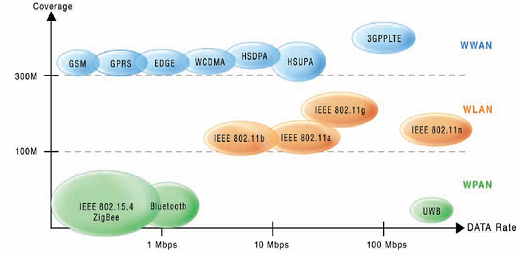 Coverage
3GPPLTE
WWAN
GSM
GPRS
EDGE
WCDMA
HSDPA
HSUPA
300M
IEEE 802.11g
WLAN
IEEE 802.11b
IEEE 802.11a
IEEE 802.11n
100M
WPAN
IEEE 802.15.4
ZigBee
Bluetooth
UWB
DATA Rate
1 Mbps
10 Mbps
100 Mbps